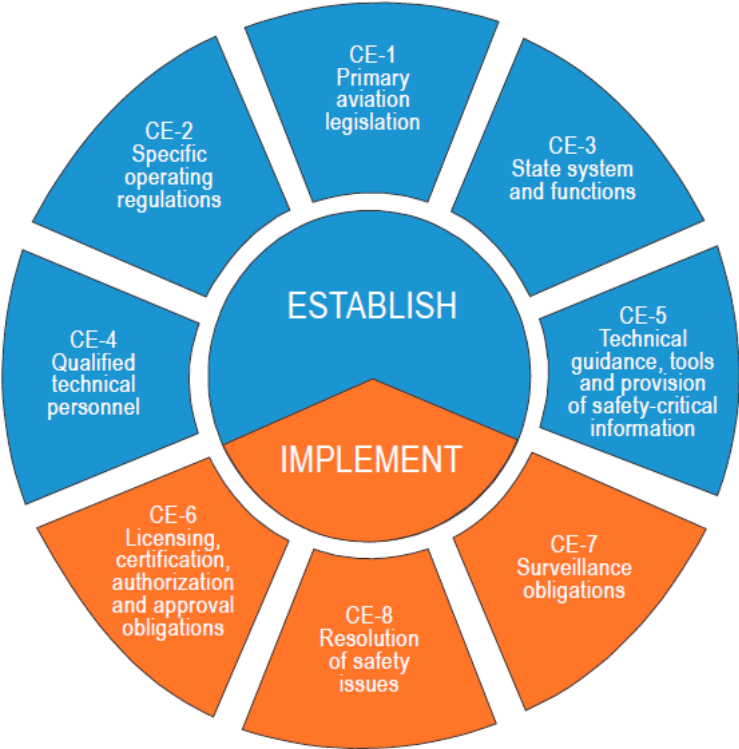 CE-1
Primary
aviation
legislation
CE-2
Specific
operating
regulations
CE-3
State system
and functions
ESTABLISH
CE-4
Qualified
technical
personnel
CE-5
Technical
guidance, tools
and provision
of safety-critical
information
IMPLEMENT
CE-6
Licensing,
certification,
authorization
and approval
obligations
CE-7
Surveillance
obligations
CE-8
Resolution
of safety
issues